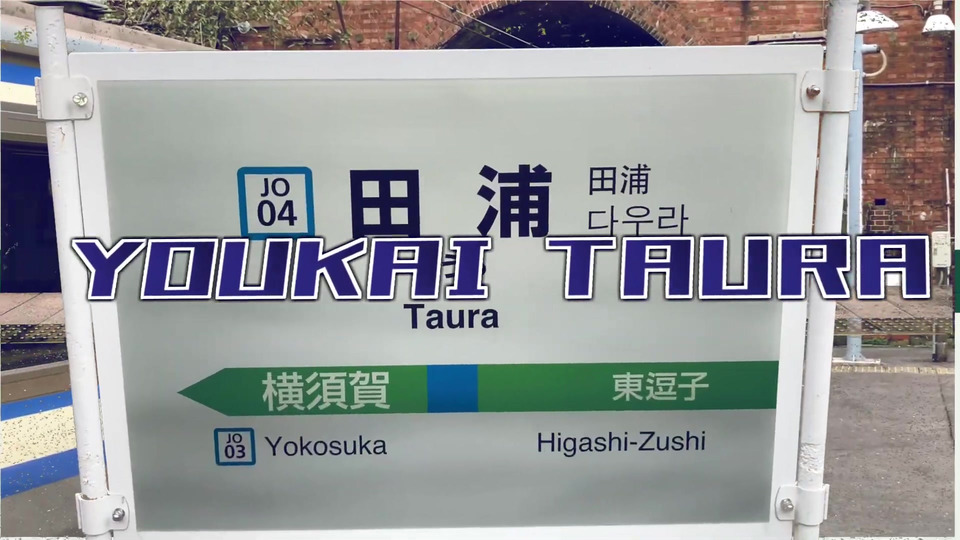 JO
04
田浦
田浦
다우라
YOUKAI TAURA
Taura
横須賀
東逗子
JO
03
Yokosuka
Higashi-Zushi